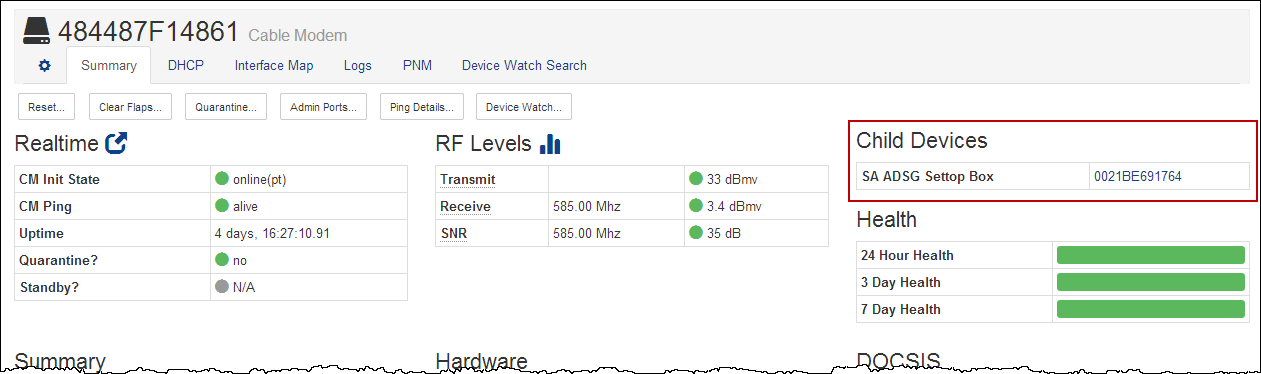 484487F14861 Cable Modem
Summary DHCP Interface Map Logs PNM Device Watch Search
Reset... Clear Flaps... Quarantine... Admin Ports... Ping Details... Device Watch...
Realtime
CM Init State online(pt)
CM Ping alive
Uptime 4 days, 16:27:10.91
Quarantine? no
Standby? N/A
RF Levels
Transmit 33 dBmv
Receive 585.00 Mhz 3.4 dBmv
SNR 585.00 Mhz 35 dB
Child Devices
SA ADSG Settop Box 0021BE691764
Health
24 Hour Health
3 Day Health
7 Day Health
Summary Hardware DOCSIS